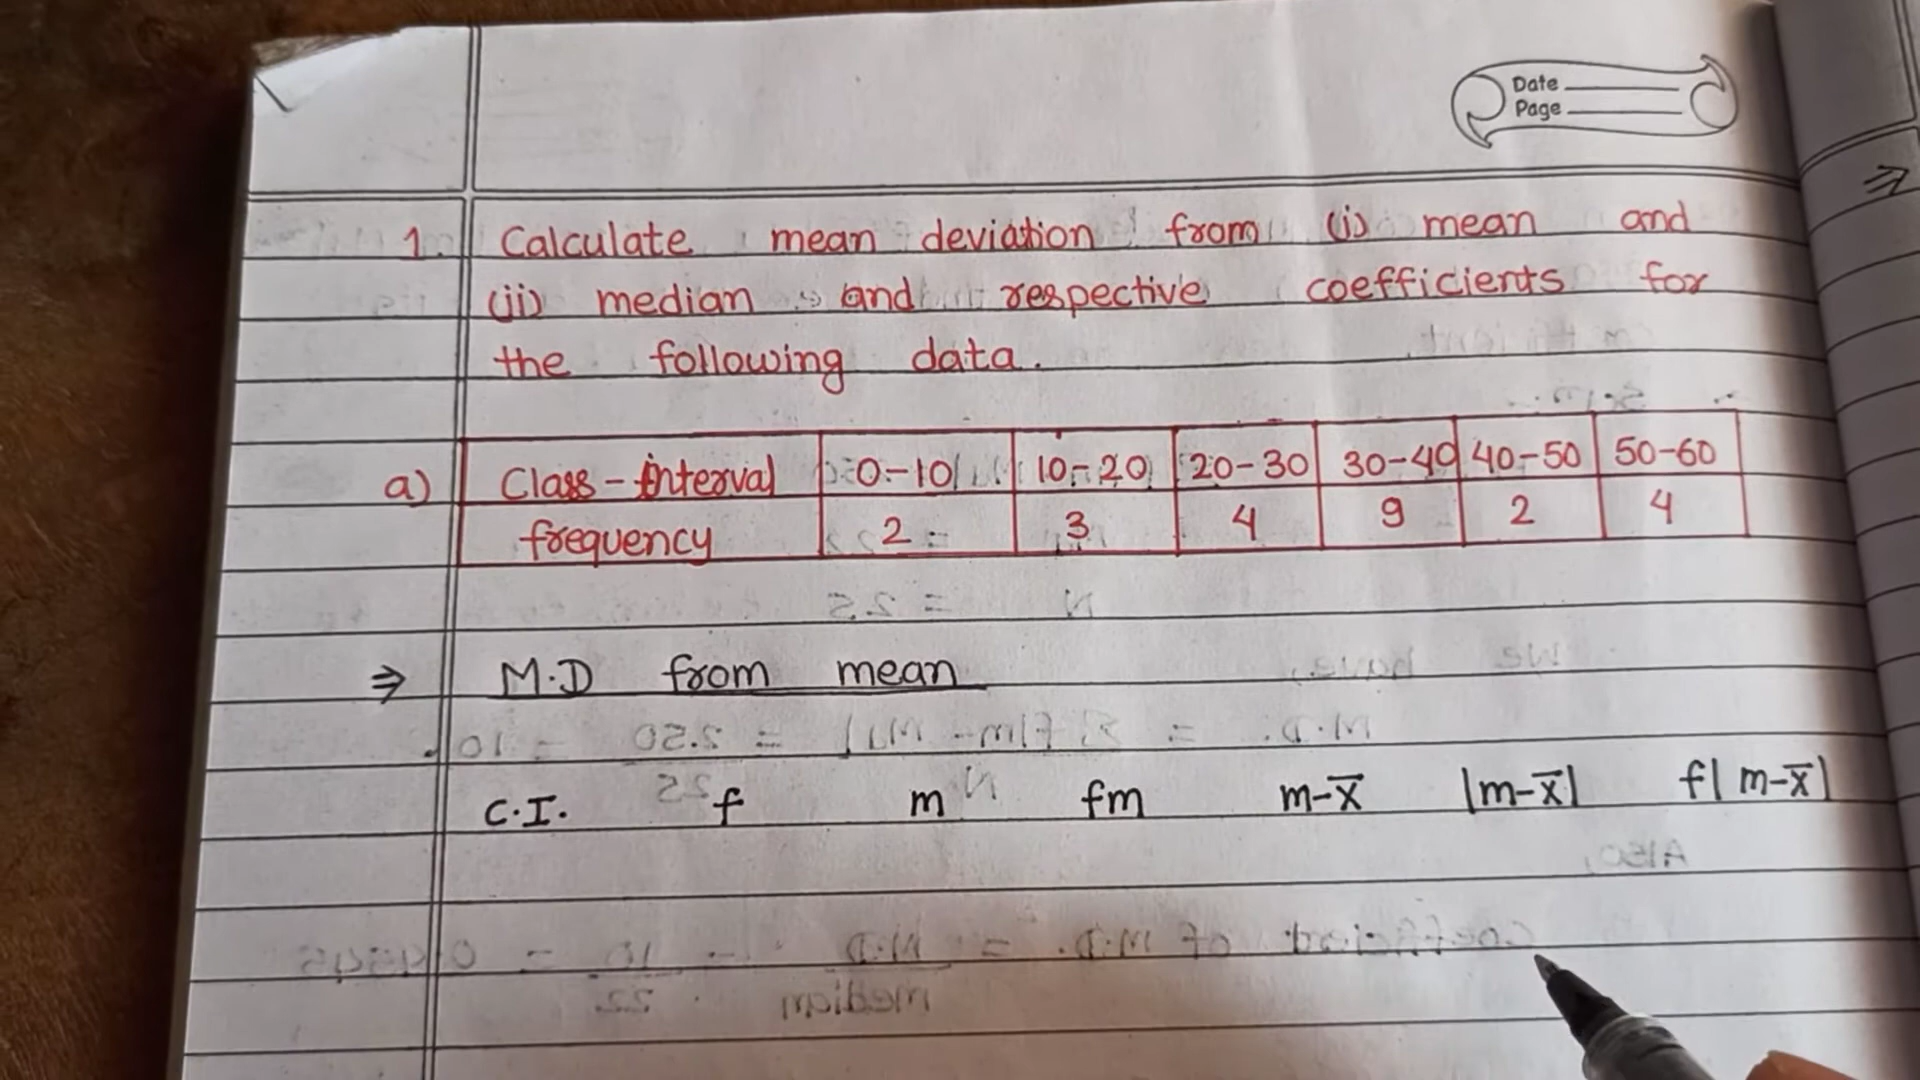 Date
Page
1. Calculate mean deviation from (i) mean and
(ii) median and respective coefficients for
the following data.
a) Class-interval 0-10 10-20 20-30 30-40 40-50 50-60
frequency 2 3 4 9 2 4
⇒ M.D from mean
C.I. f m fm m-x̅ |m-x̅| f|m-x̅|
⇒